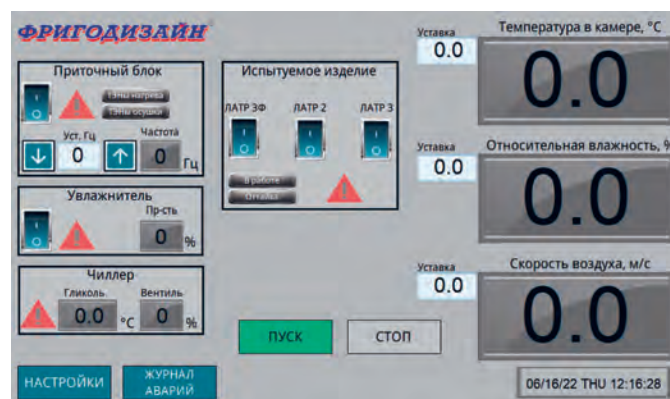 ФРИГОДИЗАЙН
Приточный блок
ТЭНы нагрева
ТЭНы осушки
Уст. Гц
Частота
0
0
Гц
Увлажнитель
Пр-сть
0
%
Чиллер
Гликоль
Вентиль
0.0
°C
0
%
НАСТРОЙКИ
ЖУРНАЛ
АВАРИЙ
Испытуемое изделие
ЛАТР 3Ф
ЛАТР 2
ЛАТР 3
В работе
Оттайка
ПУСК
СТОП
Уставка
0.0
Температура в камере, °C
0.0
Уставка
0.0
Относительная влажность, %
0.0
Уставка
0.0
Скорость воздуха, м/с
0.0
06/16/22 THU 12:16:28